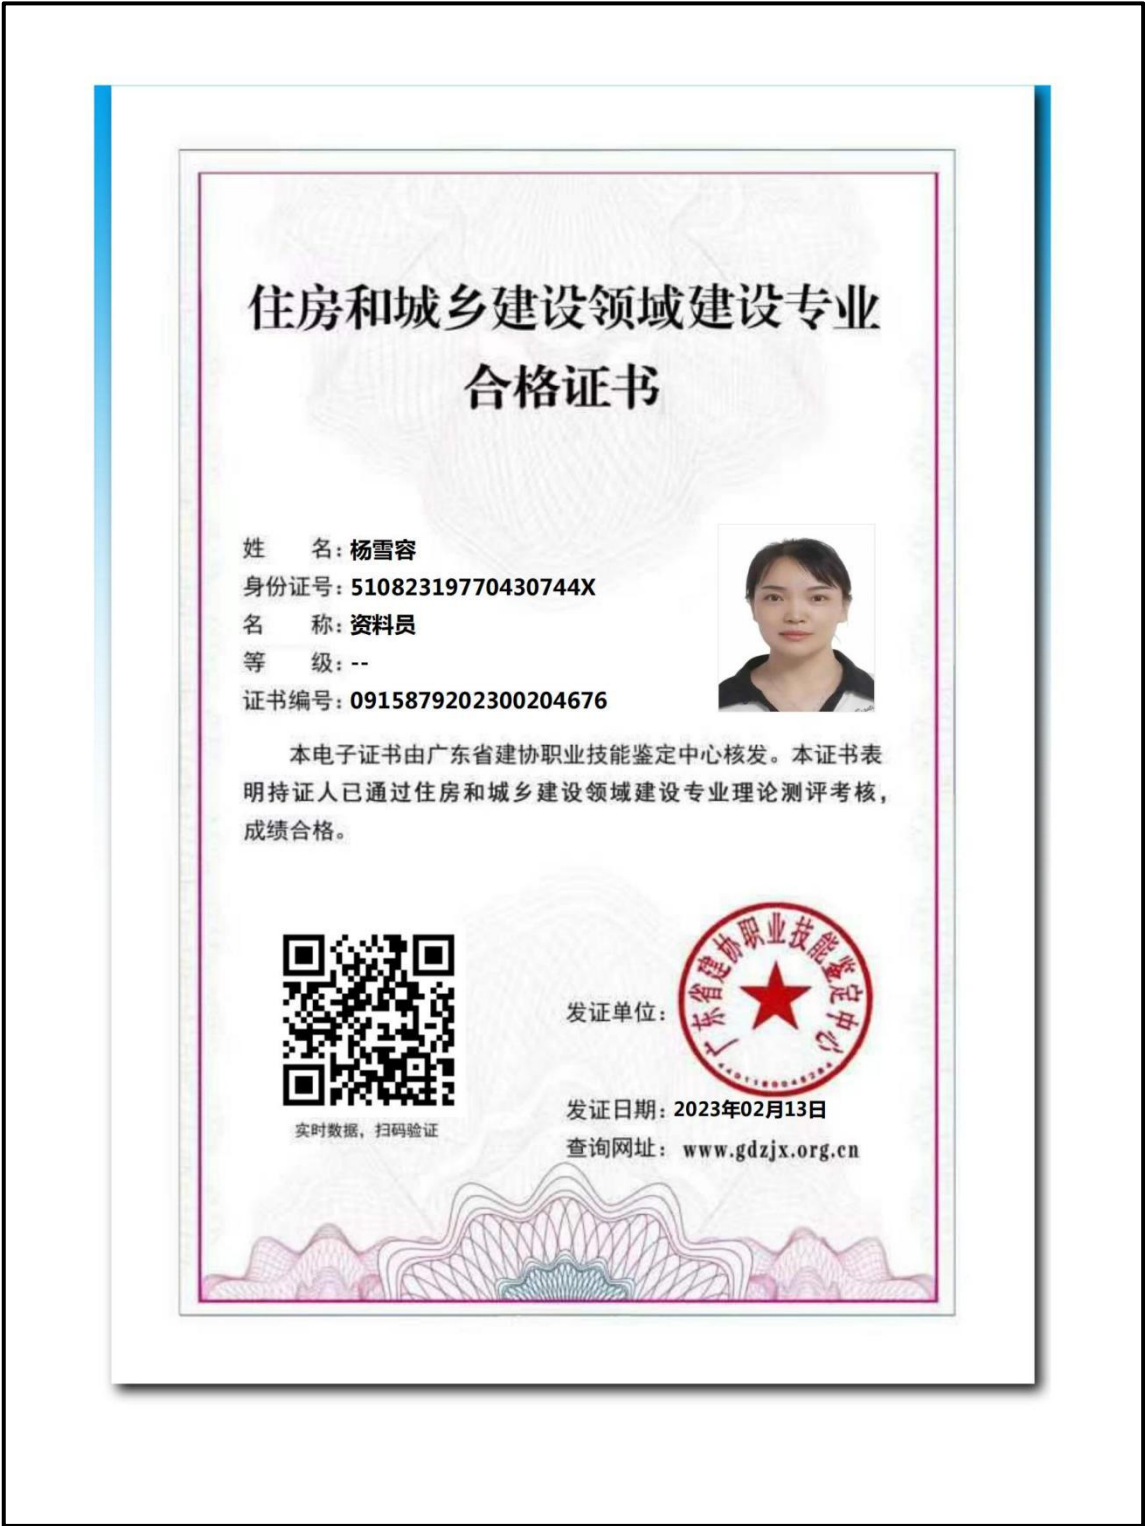 住房和城乡建设领域建设专业
合格证书
姓 名：杨雪容
身份证号：51082319770430744X
名 称：资料员
等 级：--
证书编号：0915879202300204676
本电子证书由广东省建协职业技能鉴定中心核发。本证书表
明持证人已通过住房和城乡建设领域建设专业理论测评考核，
成绩合格。
广东省建协职业技能鉴定中心
发证单位：
发证日期：2023年02月13日
实时数据，扫码验证
查询网址：www.gdzjx.org.cn